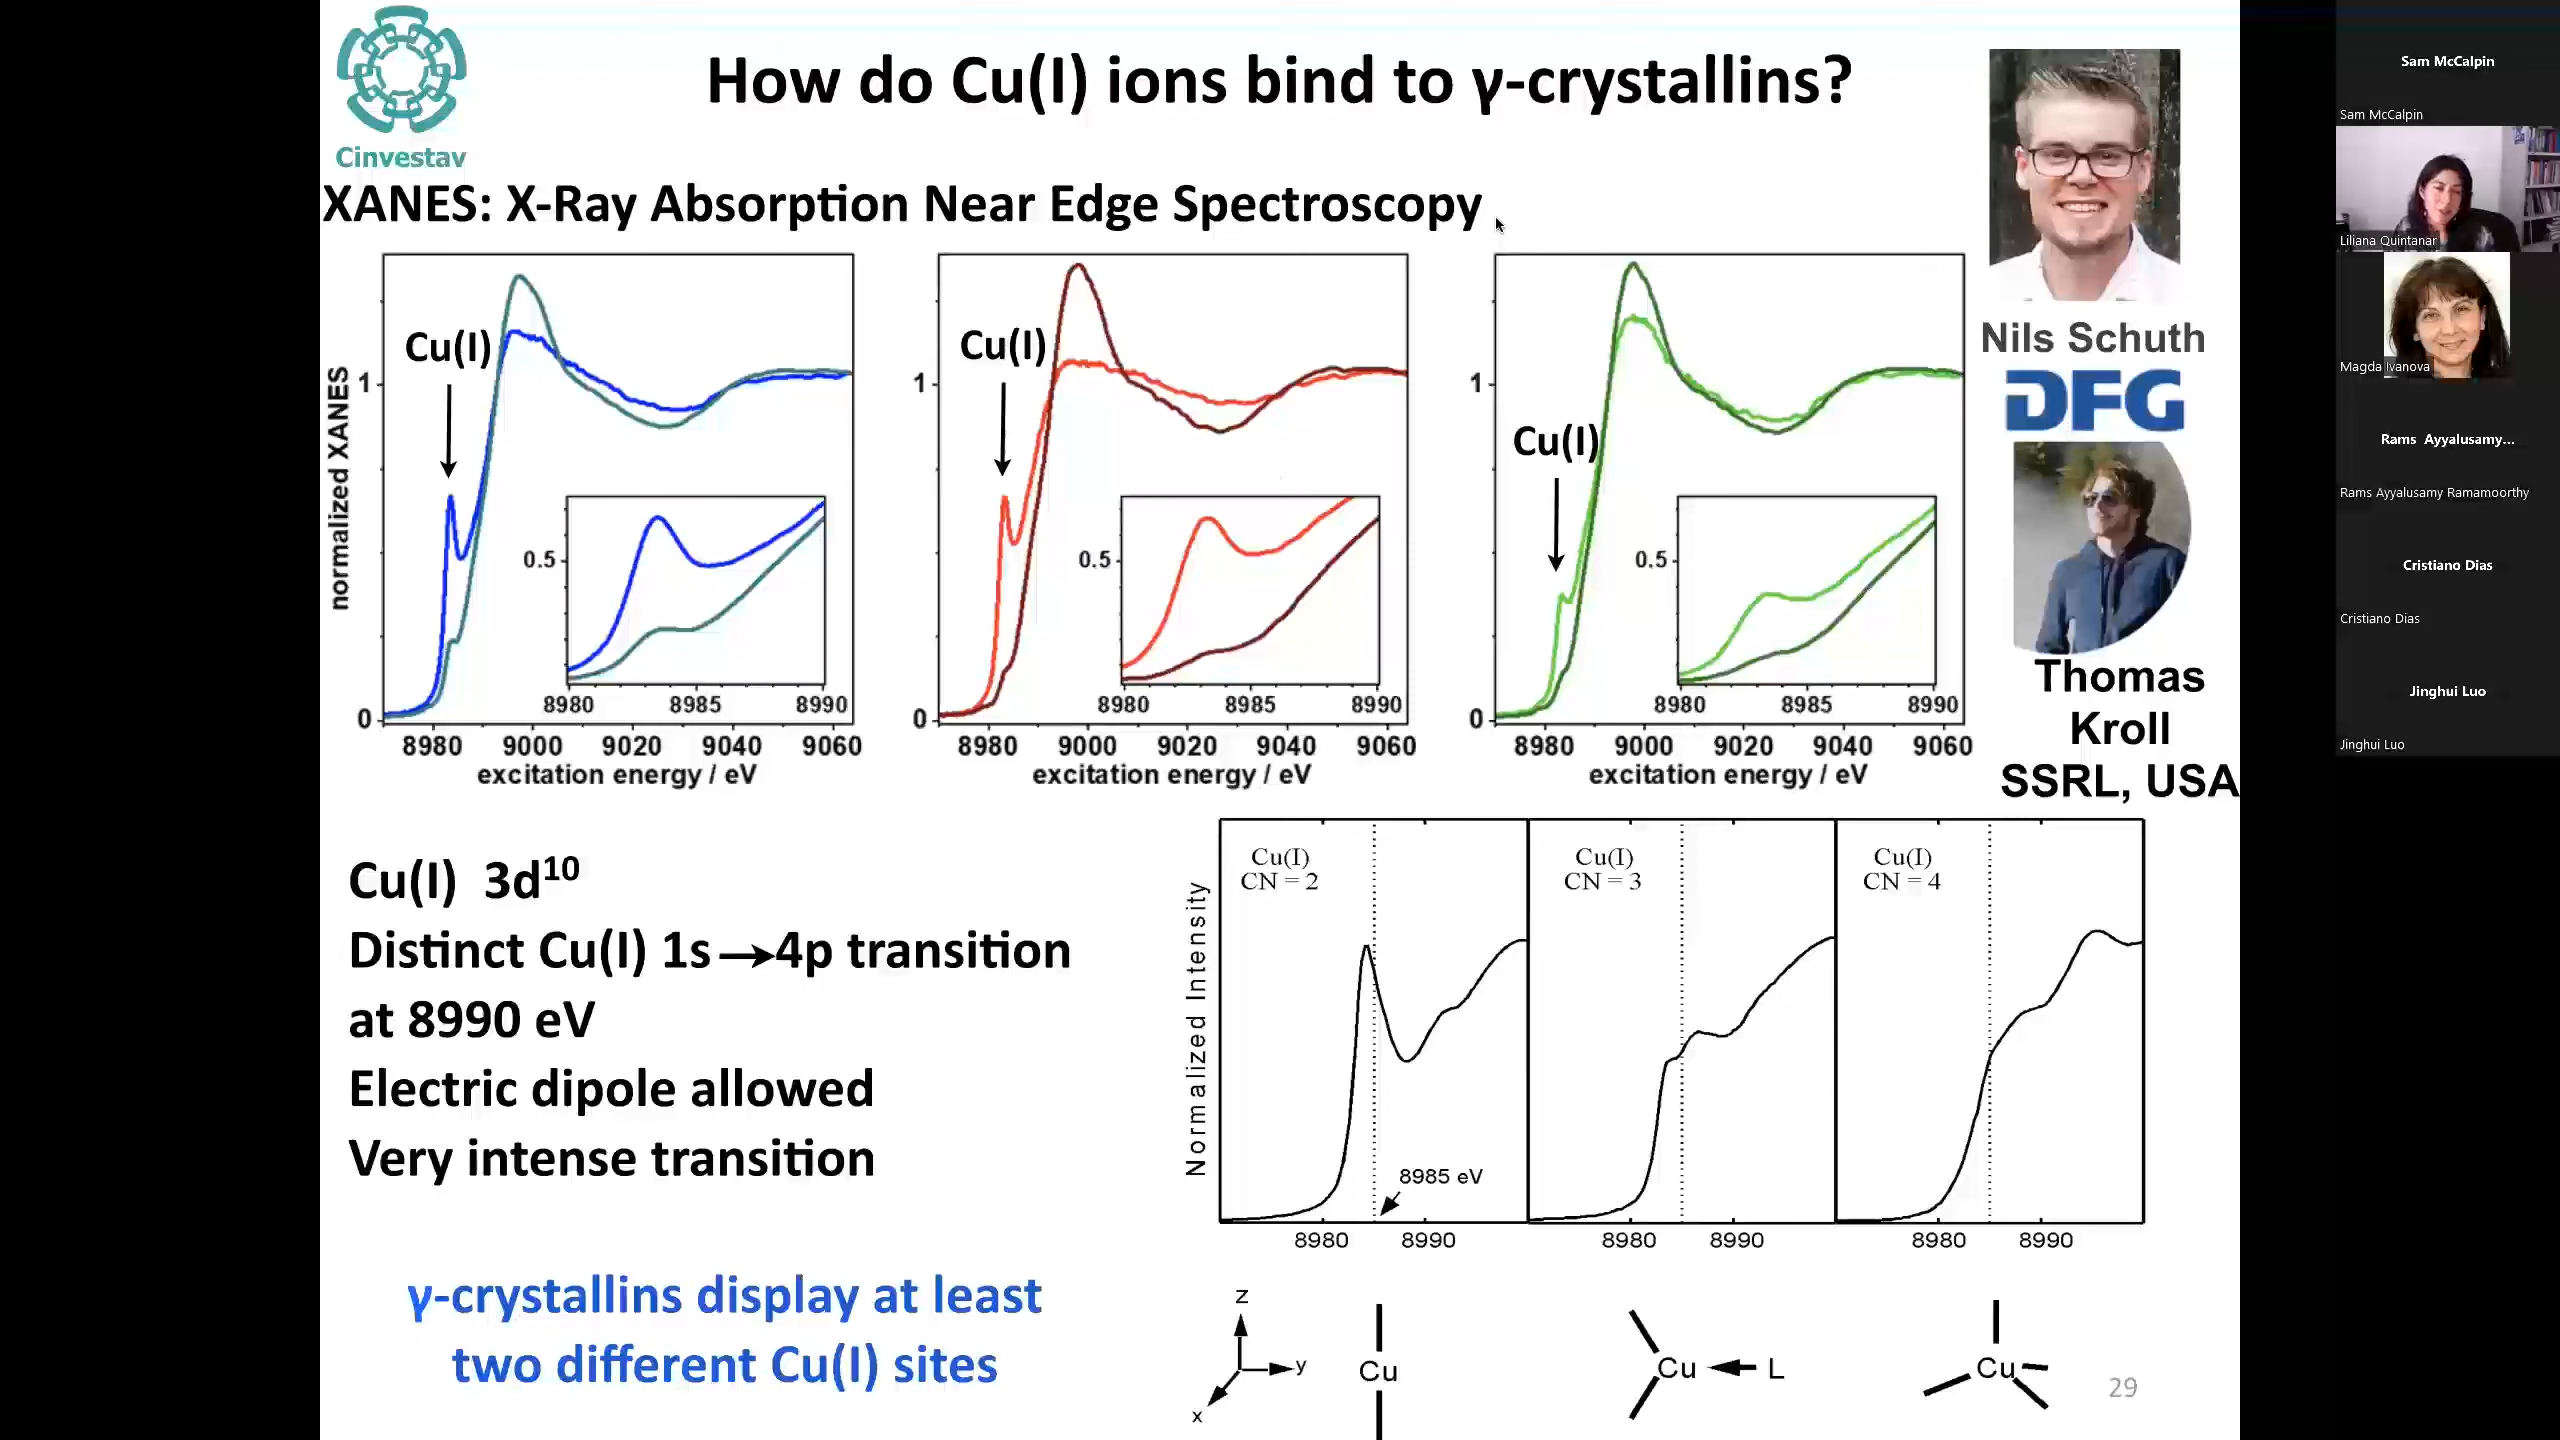 Cinvestav
How do Cu(I) ions bind to γ-crystallins?
XANES: X-Ray Absorption Near Edge Spectroscopy
normalized XANES
Cu(I)
1
0.5
0
8980 8985 8990
8980 9000 9020 9040 9060
excitation energy / eV
Cu(I)
1
0.5
0
8980 8985 8990
8980 9000 9020 9040 9060
excitation energy / eV
Cu(I)
1
0.5
0
8980 8985 8990
8980 9000 9020 9040 9060
excitation energy / eV
Nils Schuth
DFG
Thomas
Kroll
SSRL, USA
Cu(I) 3d¹⁰
Distinct Cu(I) 1s→4p transition
at 8990 eV
Electric dipole allowed
Very intense transition
γ-crystallins display at least
two different Cu(I) sites
Normalized Intensity
Cu(I)
CN = 2
8985 eV
8980 8990
Cu(I)
CN = 3
8980 8990
Cu(I)
CN = 4
8980 8990
z
y
x
Cu
Cu L
Cu
29
Sam McCalpin
Sam McCalpin
Liliana Quintanar
Magda Ivanova
Rams Ayyalusamy...
Rams Ayyalusamy Ramamoorthy
Cristiano Dias
Cristiano Dias
Jinghui Luo
Jinghui Luo